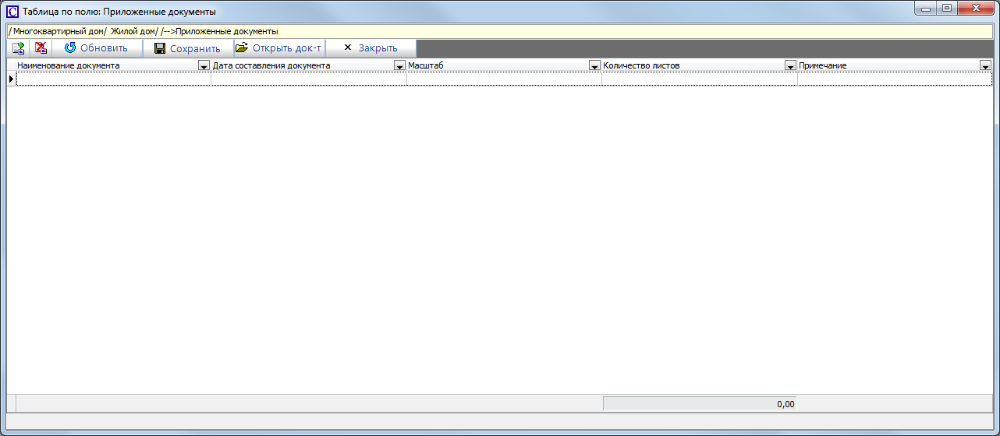 C Таблица по полю: Приложенные документы
/ Многоквартирный дом/ Жилой дом/ /-->Приложенные документы
Обновить Сохранить Открыть док-т Закрыть
Наименование документа Дата составления документа Масштаб Количество листов Примечание
0,00